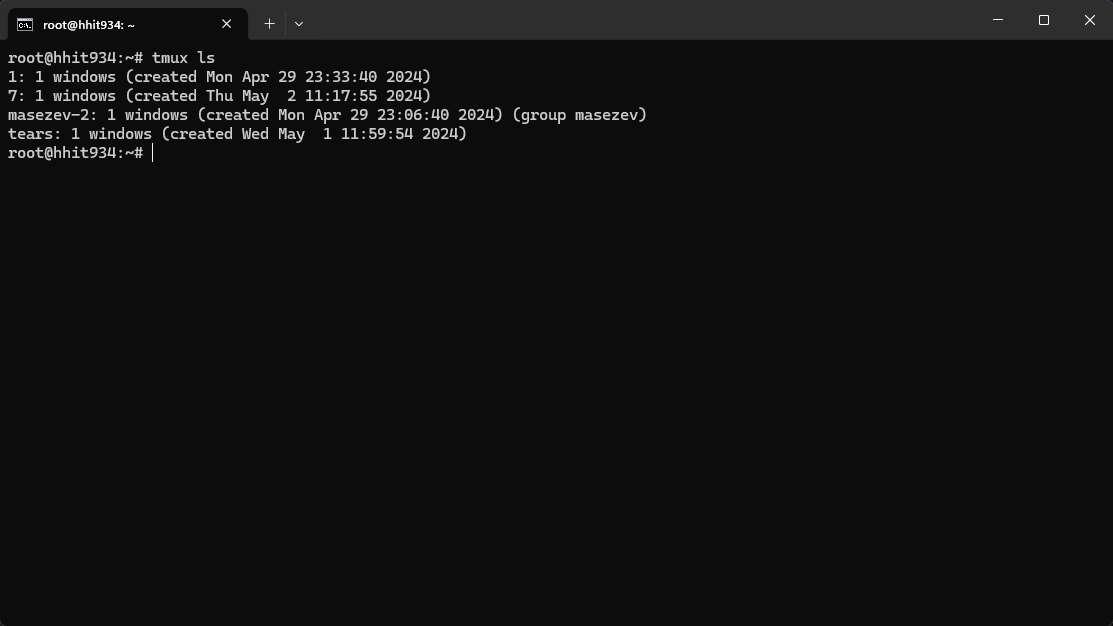 root@hhit934: ~
root@hhit934:~# tmux ls
1: 1 windows (created Mon Apr 29 23:33:40 2024)
7: 1 windows (created Thu May  2 11:17:55 2024)
masezev-2: 1 windows (created Mon Apr 29 23:06:40 2024) (group masezev)
tears: 1 windows (created Wed May  1 11:59:54 2024)
root@hhit934:~#